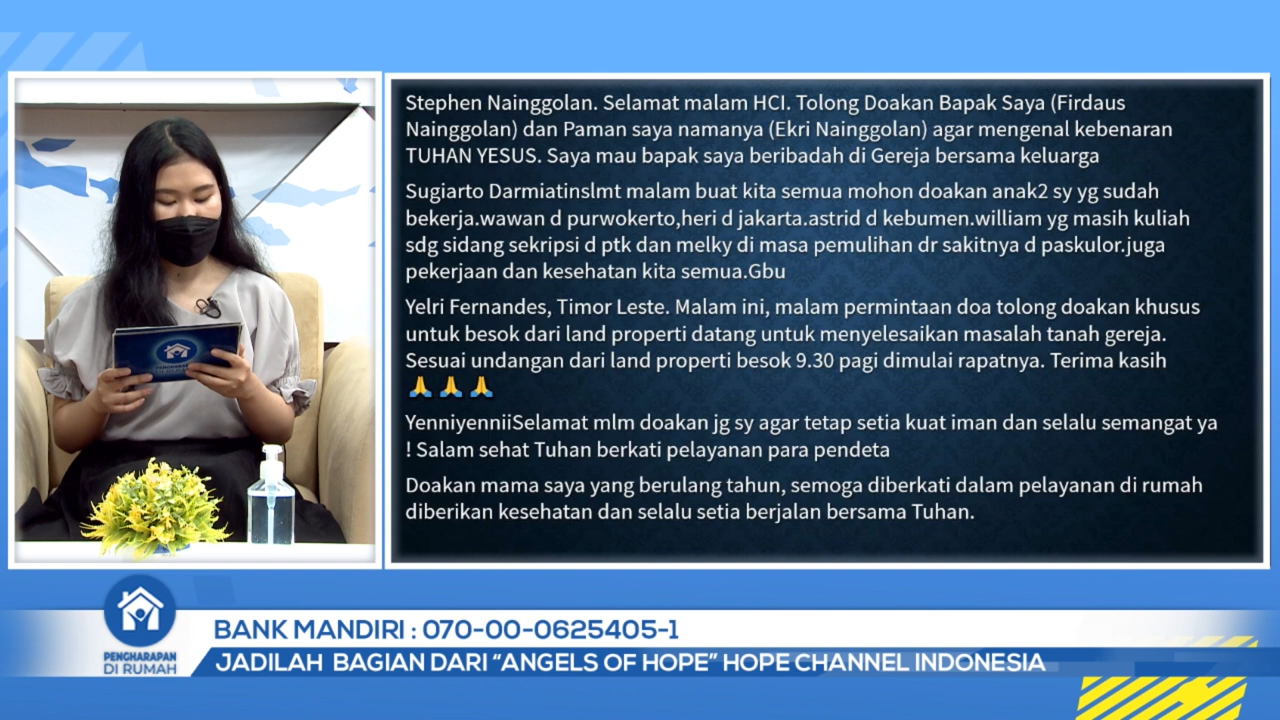 Stephen Nainggolan. Selamat malam HCI. Tolong Doakan Bapak Saya (Firdaus
Nainggolan) dan Paman saya namanya (Ekri Nainggolan) agar mengenal kebenaran
TUHAN YESUS. Saya mau bapak saya beribadah di Gereja bersama keluarga
Sugiarto Darmiatinslmt malam buat kita semua mohon doakan anak2 sy yg sudah
bekerja.wawan d purwokerto,heri d jakarta.astrid d kebumen.william yg masih kuliah
sdg sidang sekripsi d ptk dan melky di masa pemulihan dr sakitnya d paskulor.juga
pekerjaan dan kesehatan kita semua.Gbu
Yelri Fernandes, Timor Leste. Malam ini, malam permintaan doa tolong doakan khusus
untuk besok dari land properti datang untuk menyelesaikan masalah tanah gereja.
Sesuai undangan dari land properti besok 9.30 pagi dimulai rapatnya. Terima kasih
🙏🙏🙏
YenniyenniiSelamat mlm doakan jg sy agar tetap setia kuat iman dan selalu semangat ya
! Salam sehat Tuhan berkati pelayanan para pendeta
Doakan mama saya yang berulang tahun, semoga diberkati dalam pelayanan di rumah
diberikan kesehatan dan selalu setia berjalan bersama Tuhan.
BANK MANDIRI : 070-00-0625405-1
PENGHARAPAN
DI RUMAH
JADILAH BAGIAN DARI “ANGELS OF HOPE” HOPE CHANNEL INDONESIA